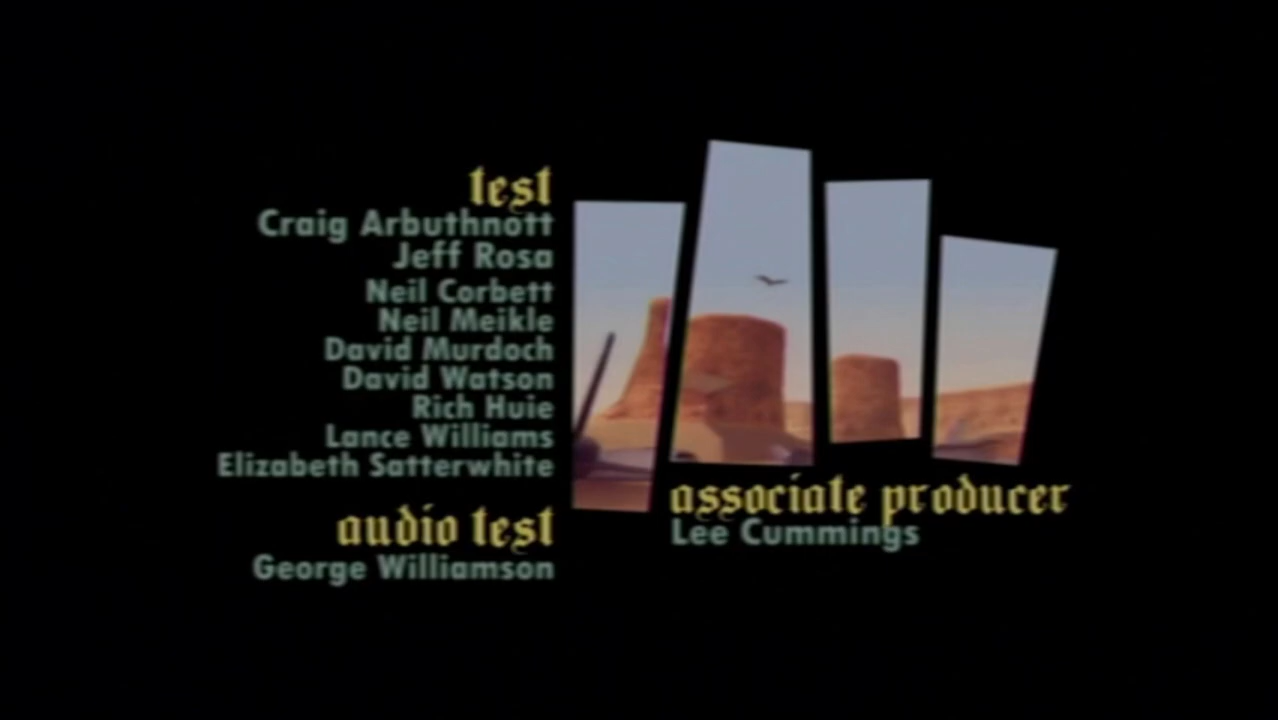 test
Craig Arbuthnott
Jeff Rosa
Neil Corbett
Neil Meikle
David Murdoch
David Watson
Rich Huie
Lance Williams
Elizabeth Satterwhite
audio test
George Williamson
associate producer
Lee Cummings